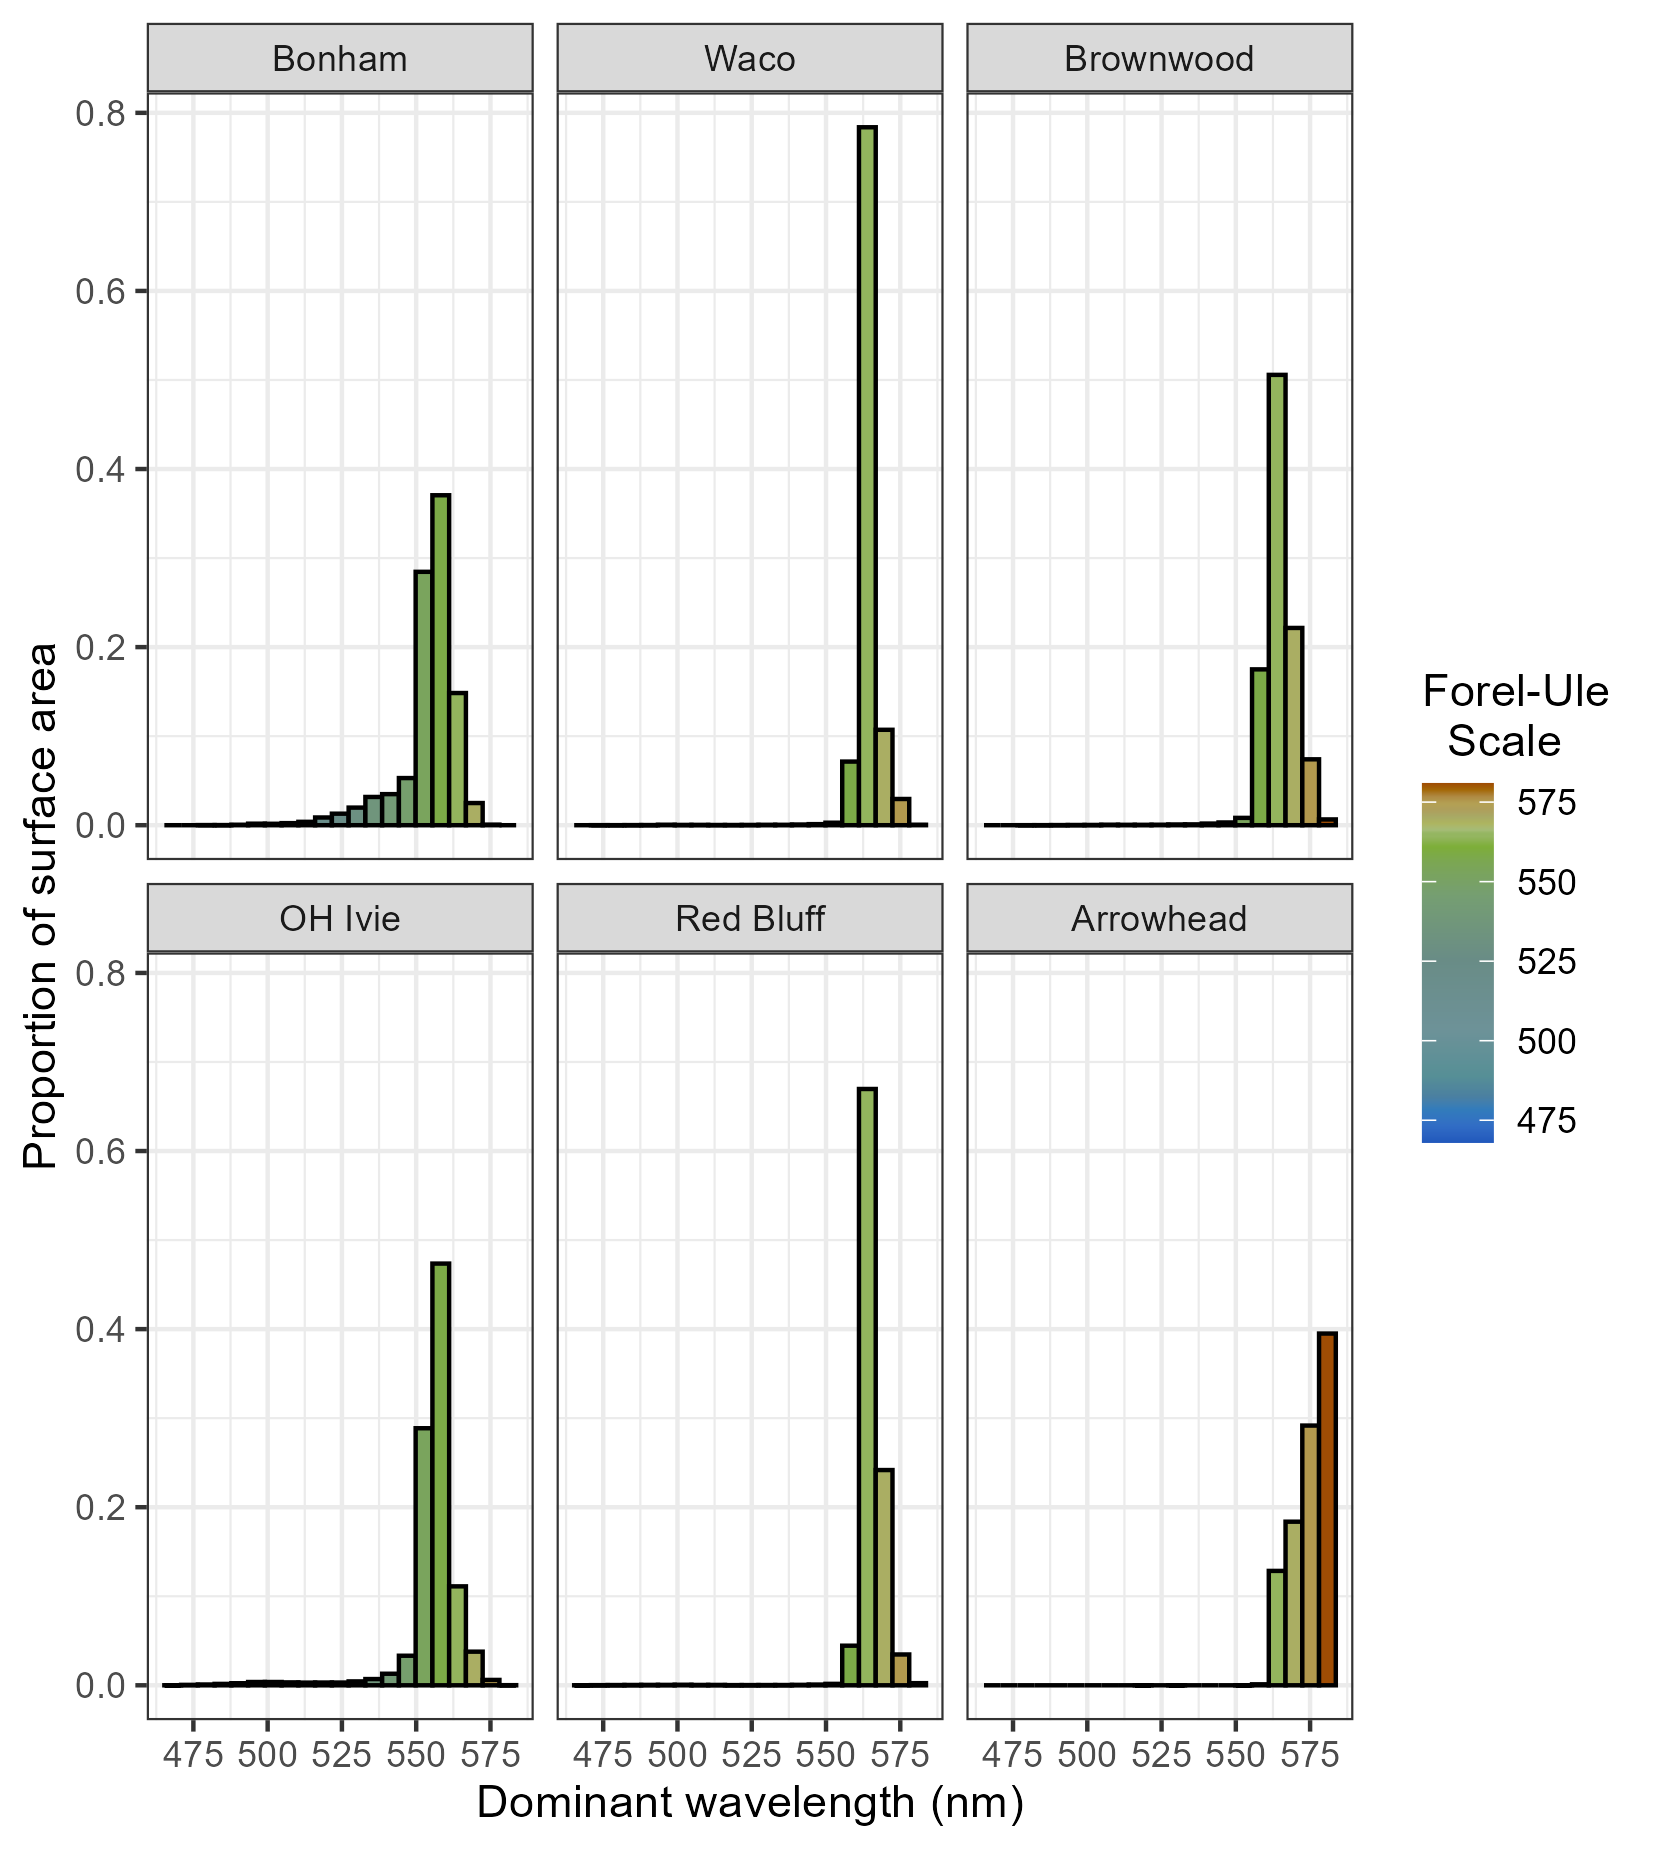 Bonham Waco Brownwood
0.8
0.6
0.4
0.2
0.0
OH Ivie Red Bluff Arrowhead
0.8
0.6
0.4
0.2
0.0
475 500 525 550 575 475 500 525 550 575 475 500 525 550 575
Dominant wavelength (nm)
Proportion of surface area
Forel-Ule
Scale
575
550
525
500
475